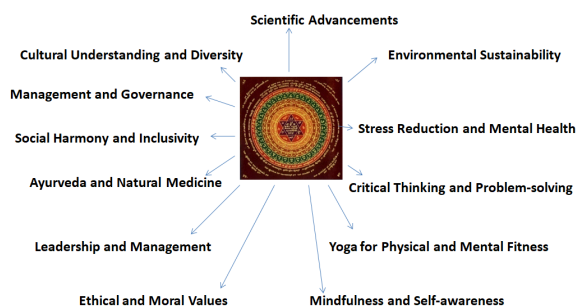 Scientific Advancements
Cultural Understanding and Diversity
Environmental Sustainability
Management and Governance
Social Harmony and Inclusivity
Stress Reduction and Mental Health
Ayurveda and Natural Medicine
Critical Thinking and Problem-solving
Leadership and Management
Yoga for Physical and Mental Fitness
Ethical and Moral Values
Mindfulness and Self-awareness